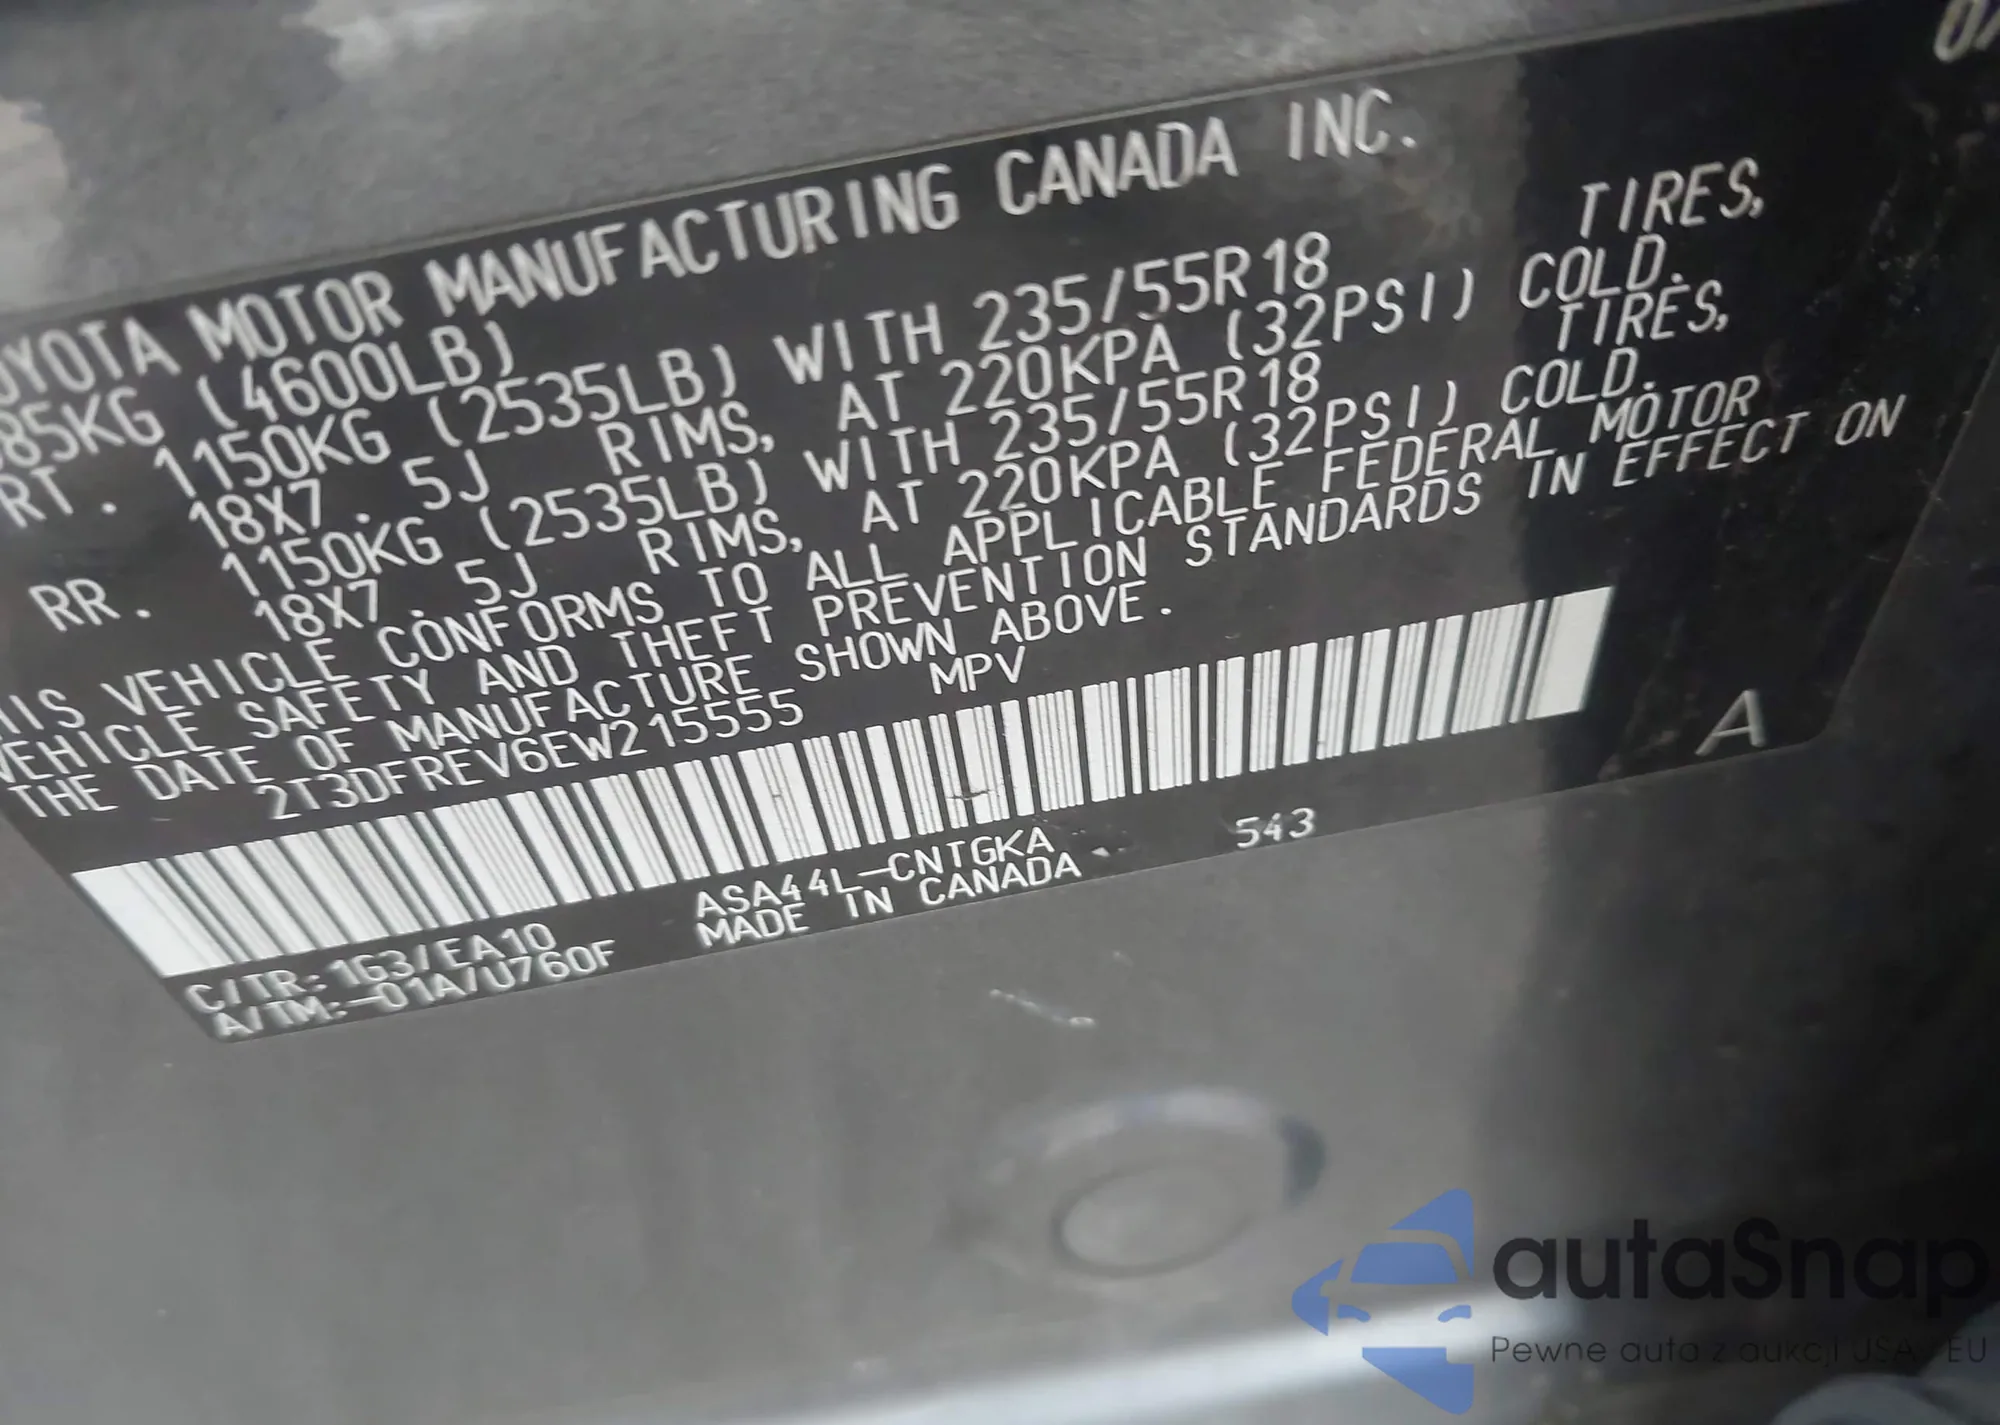 OYOTA MOTOR MANUFACTURING CANADA INC.
85KG (4600LB)
RT. 1150KG (2535LB) WITH 235/55R18 TIRES,
18X7.5J RIMS, AT 220KPA (32PSI) COLD.
RR. 1150KG (2535LB) WITH 235/55R18 TIRES,
18X7.5J RIMS, AT 220KPA (32PSI) COLD.
HIS VEHICLE CONFORMS TO ALL APPLICABLE FEDERAL MOTOR
VEHICLE SAFETY AND THEFT PREVENTION STANDARDS IN EFFECT ON
THE DATE OF MANUFACTURE SHOWN ABOVE.
2T3DFREV6EW215555 MPV
A
C/TR:1G3/EA10 ASA44L-CNTGKA 543
A/TM:-01A/U760F MADE IN CANADA
autaSnap
Pewne auta z aukcji USA i EU